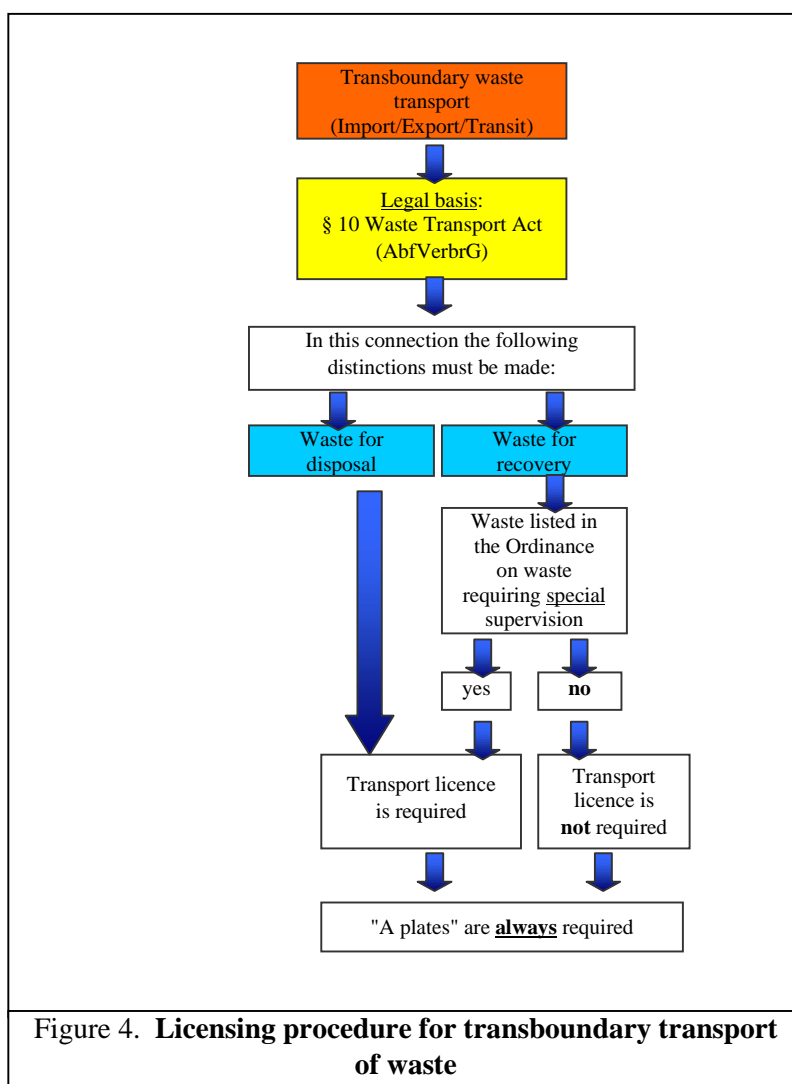 Transboundary waste
transport
(Import/Export/Transit)
Legal basis:
§ 10 Waste Transport Act
(AbfVerbrG)
In this connection the following
distinctions must be made:
Waste for
disposal
Waste for
recovery
Waste listed in
the Ordinance
on waste
requiring special
supervision
yes
no
Transport licence
is required
Transport
licence is
not required
"A plates" are always required
Figure 4. Licensing procedure for transboundary transport
of waste